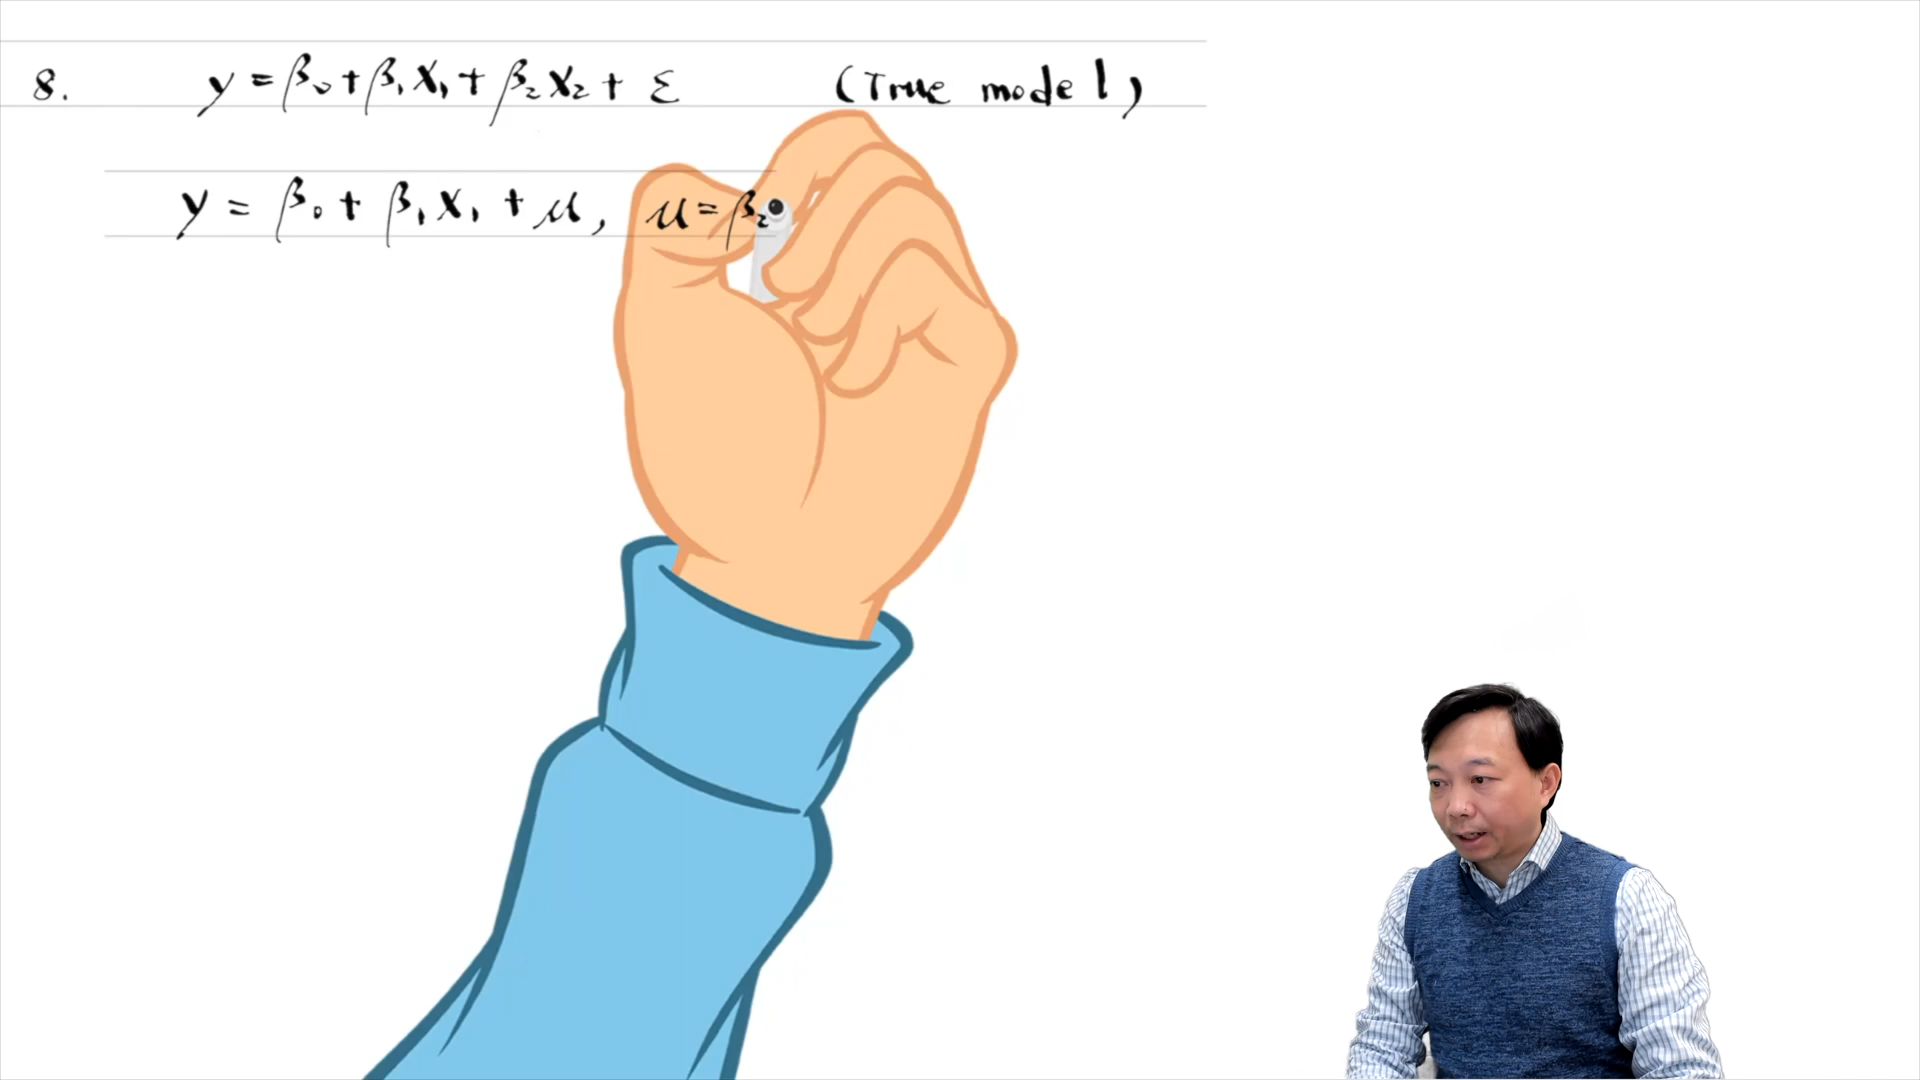 8. y = β₀ + β₁x₁ + β₂x₂ + ε (True model)
y = β₀ + β₁x₁ + u, u = β₂